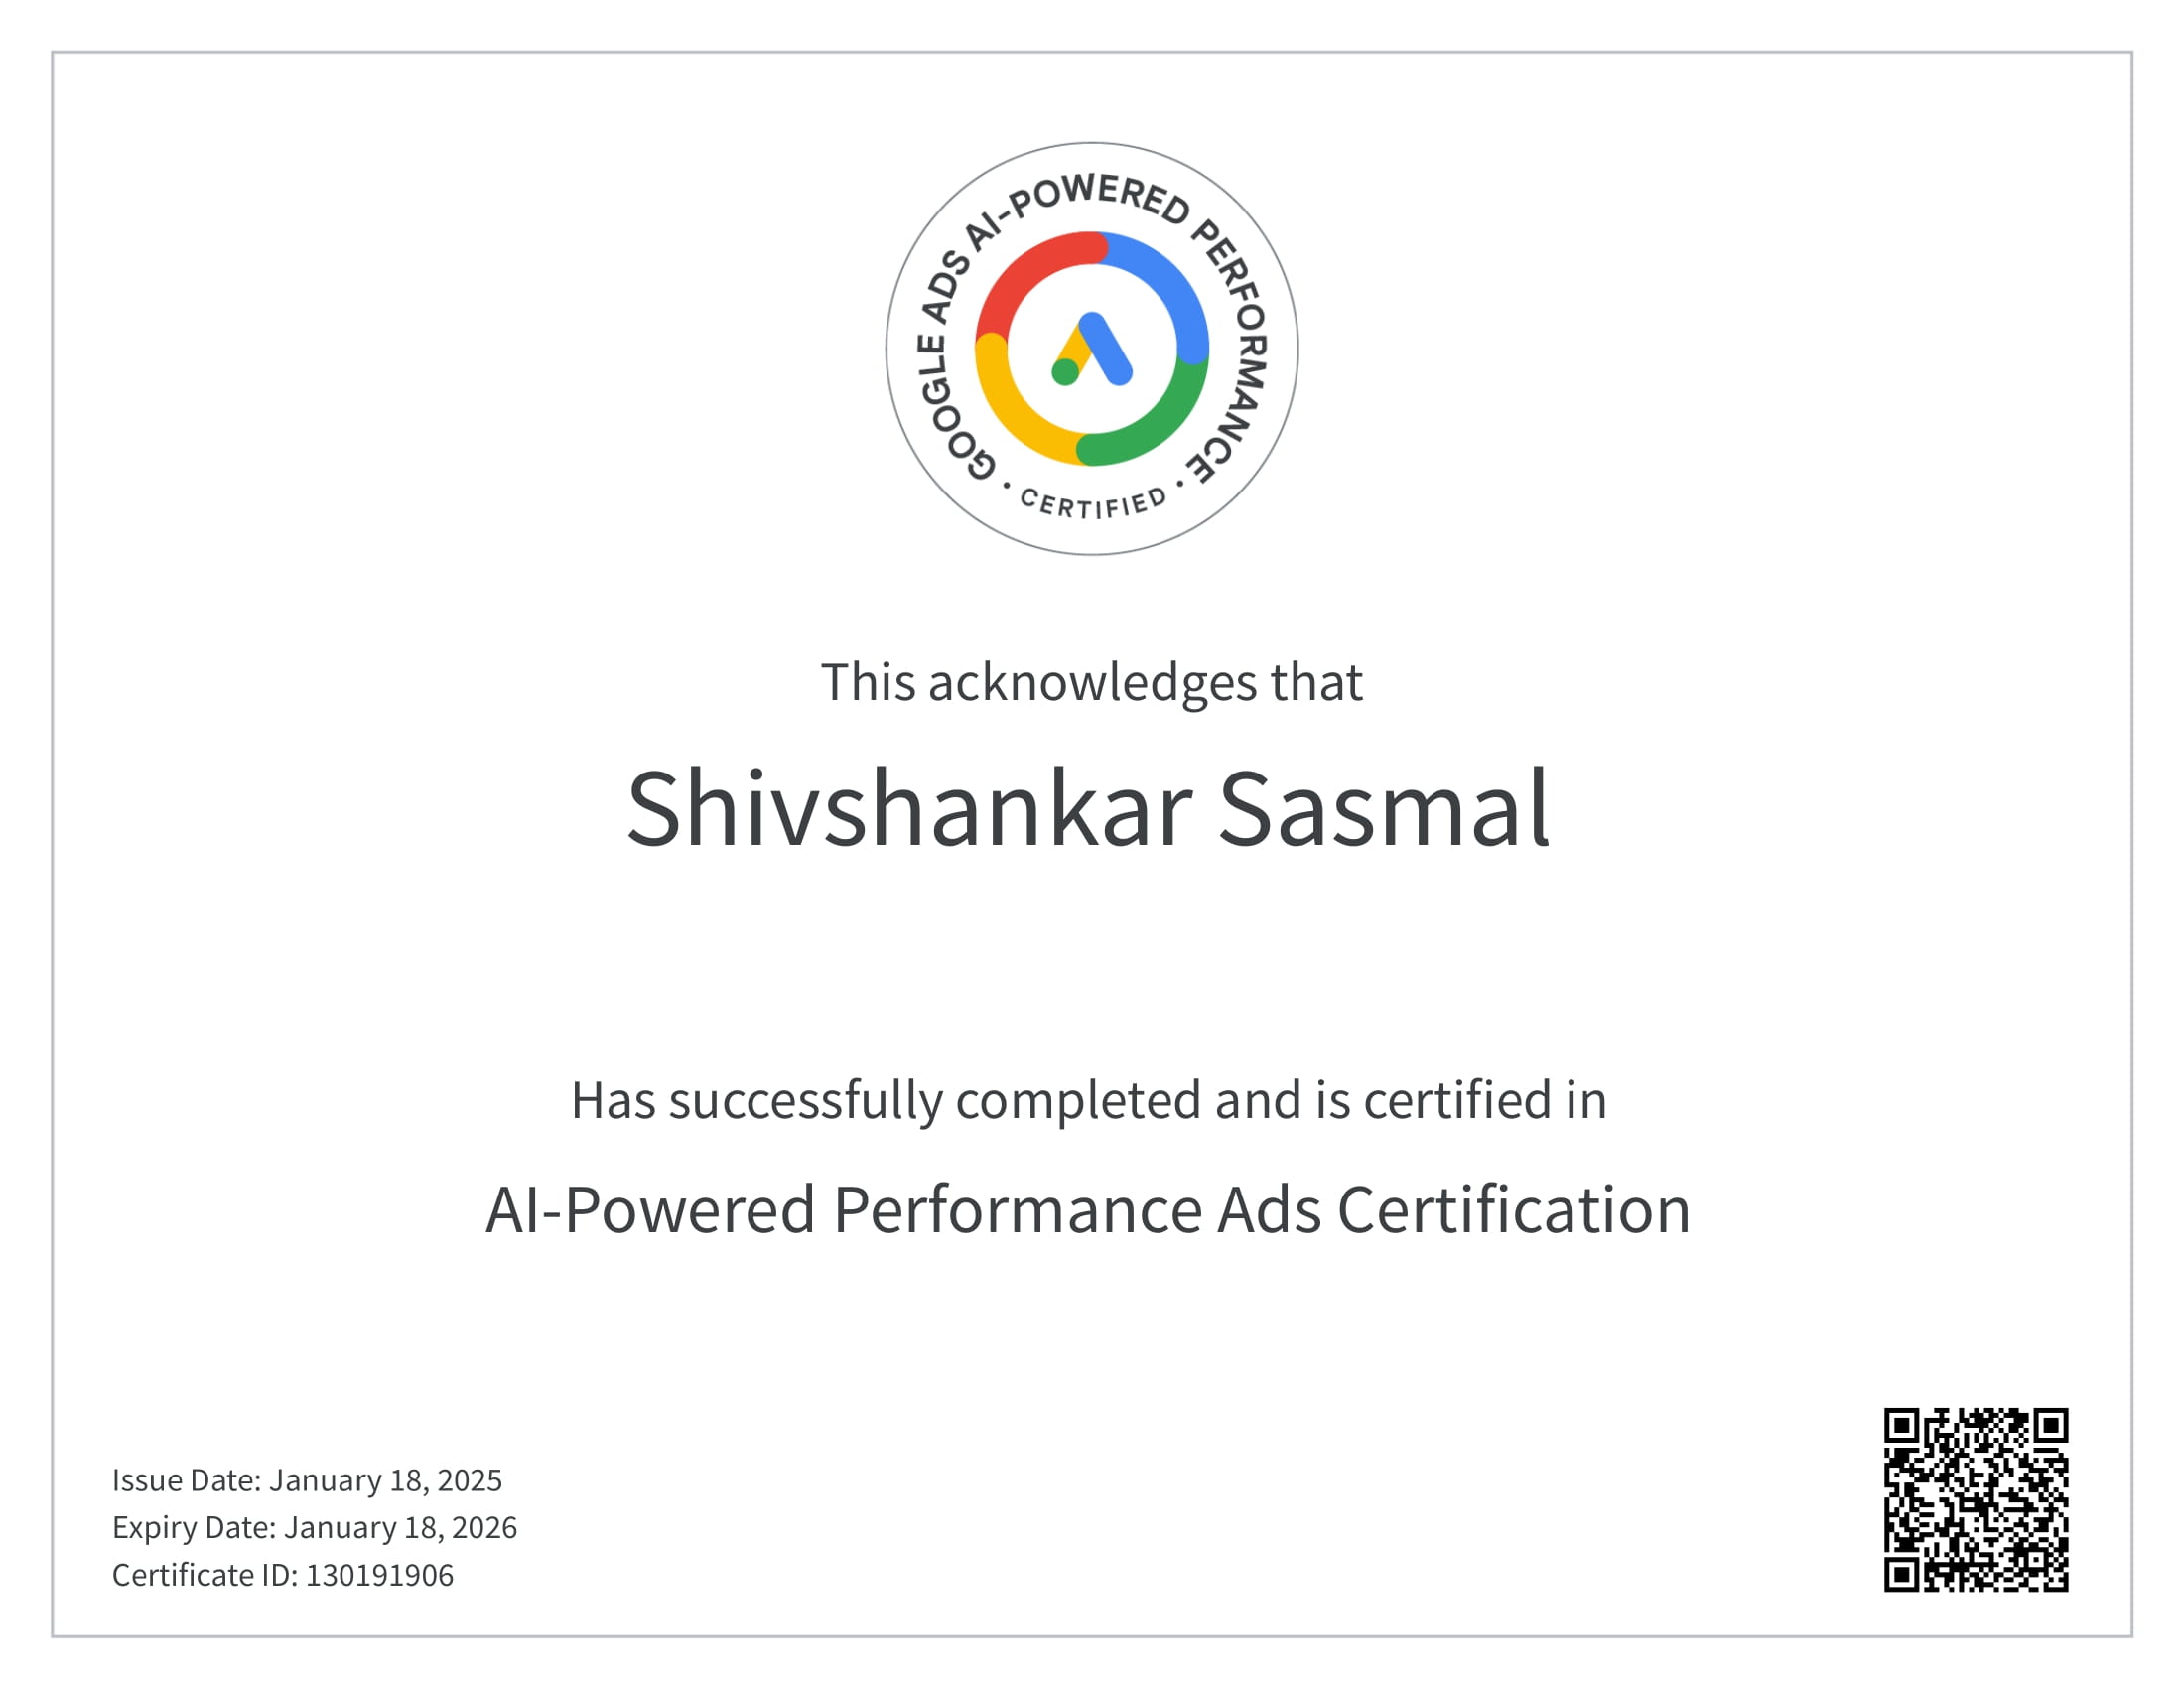 GOOGLE ADS AI-POWERED PERFORMANCE
• CERTIFIED •
This acknowledges that
Shivshankar Sasmal
Has successfully completed and is certified in
AI-Powered Performance Ads Certification
Issue Date: January 18, 2025
Expiry Date: January 18, 2026
Certificate ID: 130191906